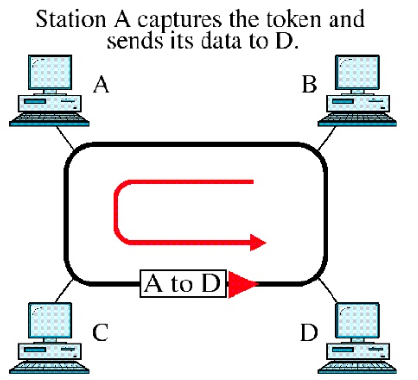 Station A captures the token and
sends its data to D.
A
B
A to D
C
D